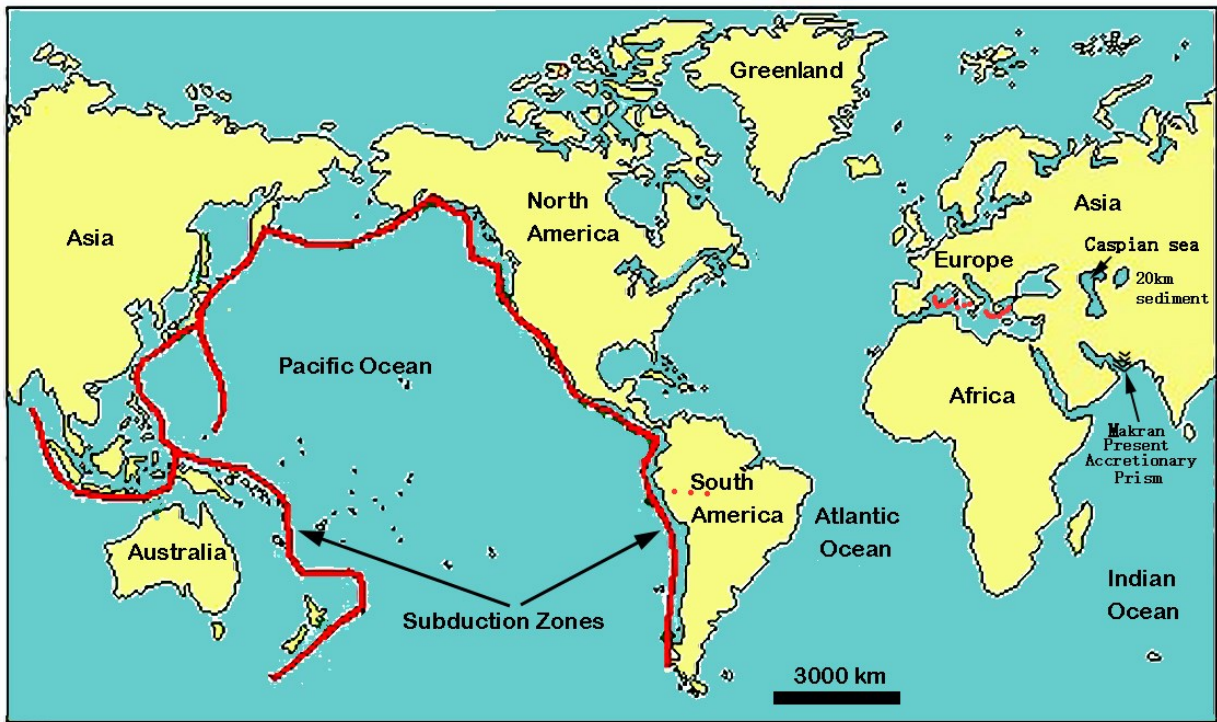 Greenland
North
America
Asia
Asia
Caspian sea
Europe
20km
sediment
Pacific Ocean
Africa
Makran
Present
Accretionary
Prism
South
America
Atlantic
Ocean
Australia
Indian
Ocean
Subduction Zones
3000 km